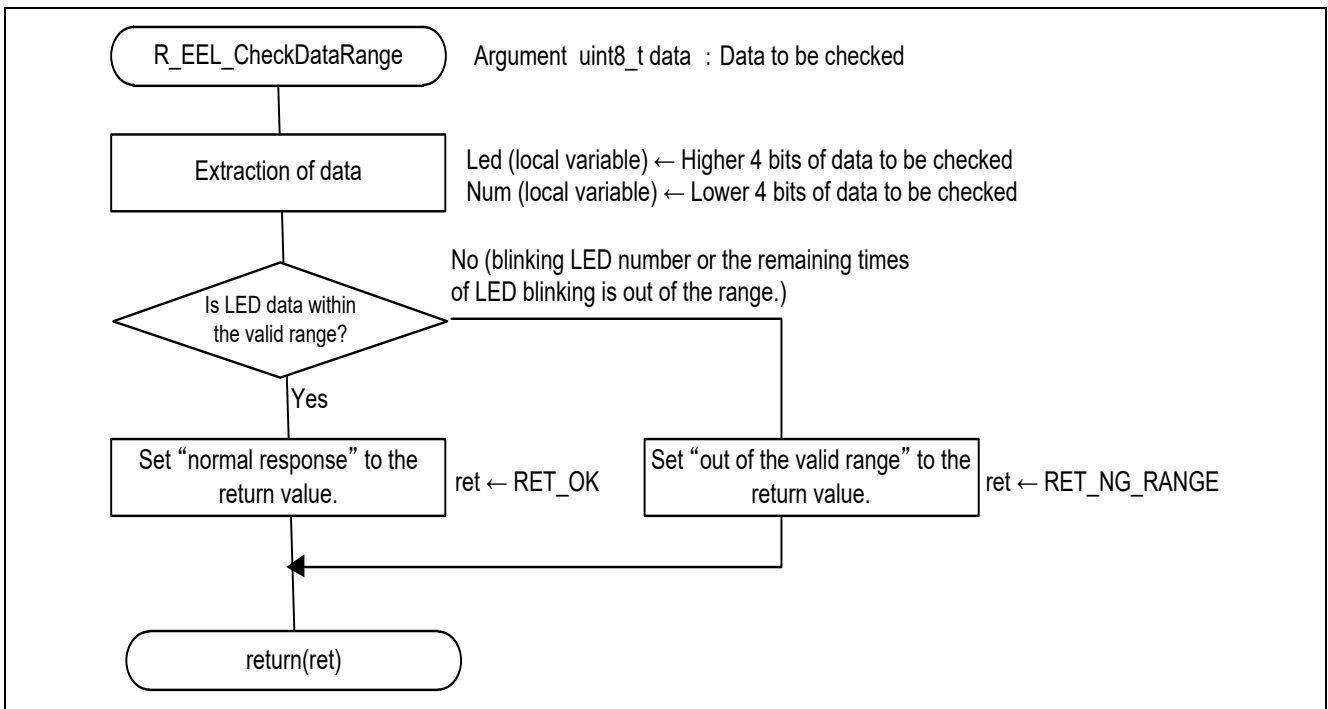 R_EEL_CheckDataRange
Argument uint8_t data : Data to be checked
Extraction of data
Led (local variable) ← Higher 4 bits of data to be checked
Num (local variable) ← Lower 4 bits of data to be checked
No (blinking LED number or the remaining times
of LED blinking is out of the range.)
Is LED data within
the valid range?
Yes
Set “normal response” to the
return value.
ret ← RET_OK
Set “out of the valid range” to the
return value.
ret ← RET_NG_RANGE
return(ret)